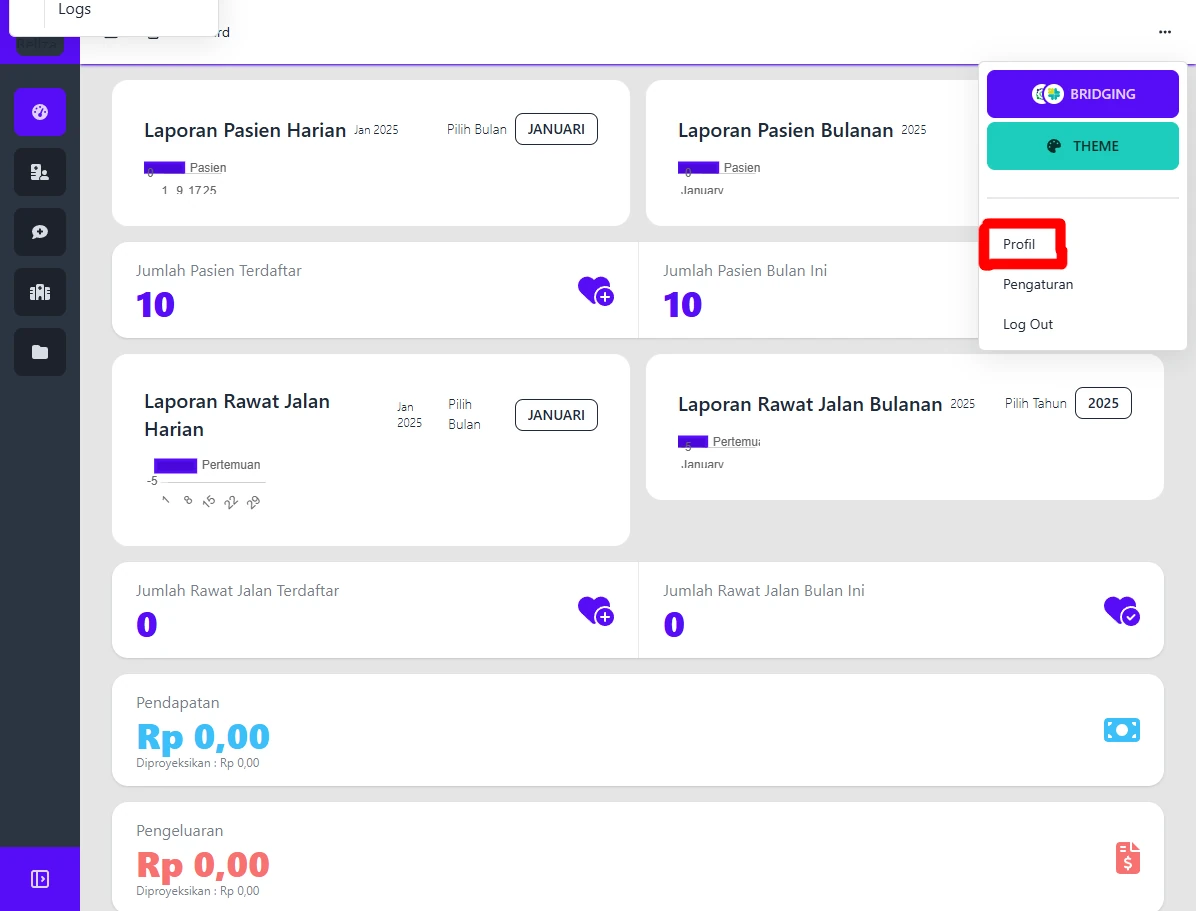 Logs
rd
BRIDGING
THEME
Profil
Pengaturan
Log Out
Laporan Pasien Harian Jan 2025 Pilih Bulan JANUARI
Pasien
0
1 9 17 25
Laporan Pasien Bulanan 2025
Pasien
0
January
Jumlah Pasien Terdaftar
10
Jumlah Pasien Bulan Ini
10
Laporan Rawat Jalan Harian Jan 2025 Pilih Bulan JANUARI
Pertemuan
-5
1 8 15 22 29
Laporan Rawat Jalan Bulanan 2025 Pilih Tahun 2025
Pertemu
-5
January
Jumlah Rawat Jalan Terdaftar
0
Jumlah Rawat Jalan Bulan Ini
0
Pendapatan
Rp 0,00
Diproyeksikan : Rp 0,00
Pengeluaran
Rp 0,00
Diproyeksikan : Rp 0,00